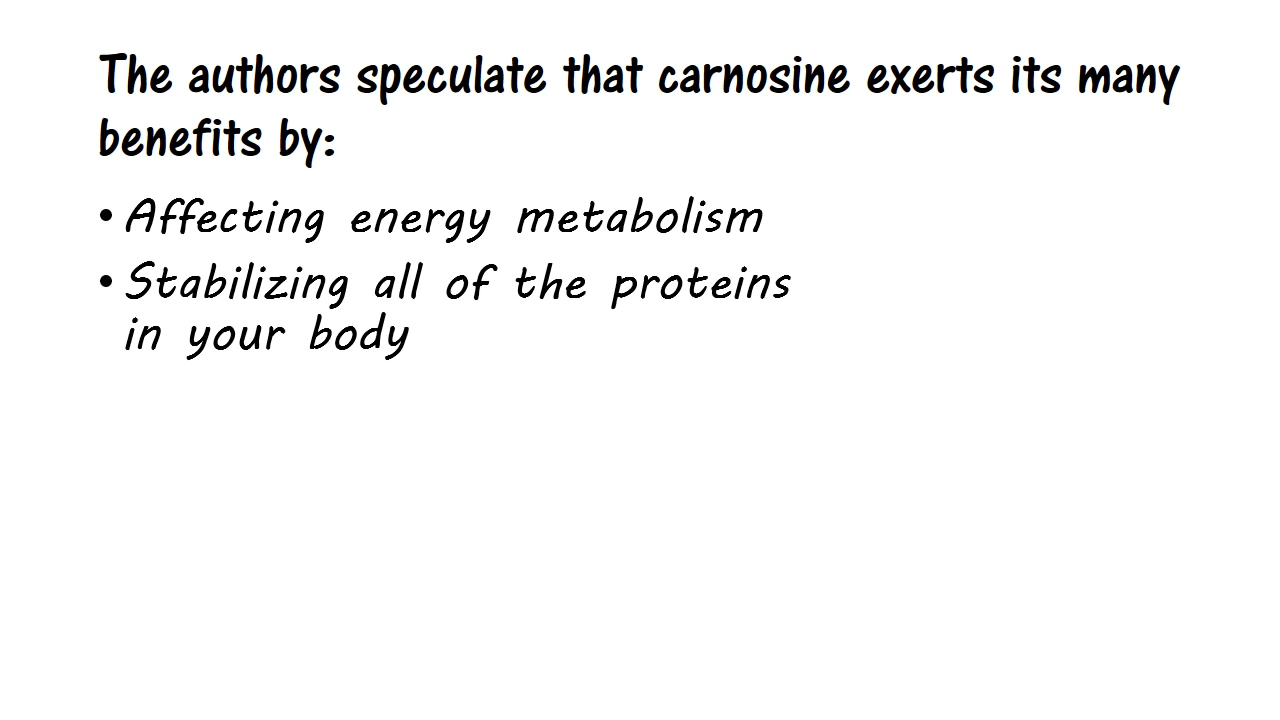 The authors speculate that carnosine exerts its many
benefits by:
• Affecting energy metabolism
• Stabilizing all of the proteins
in your body